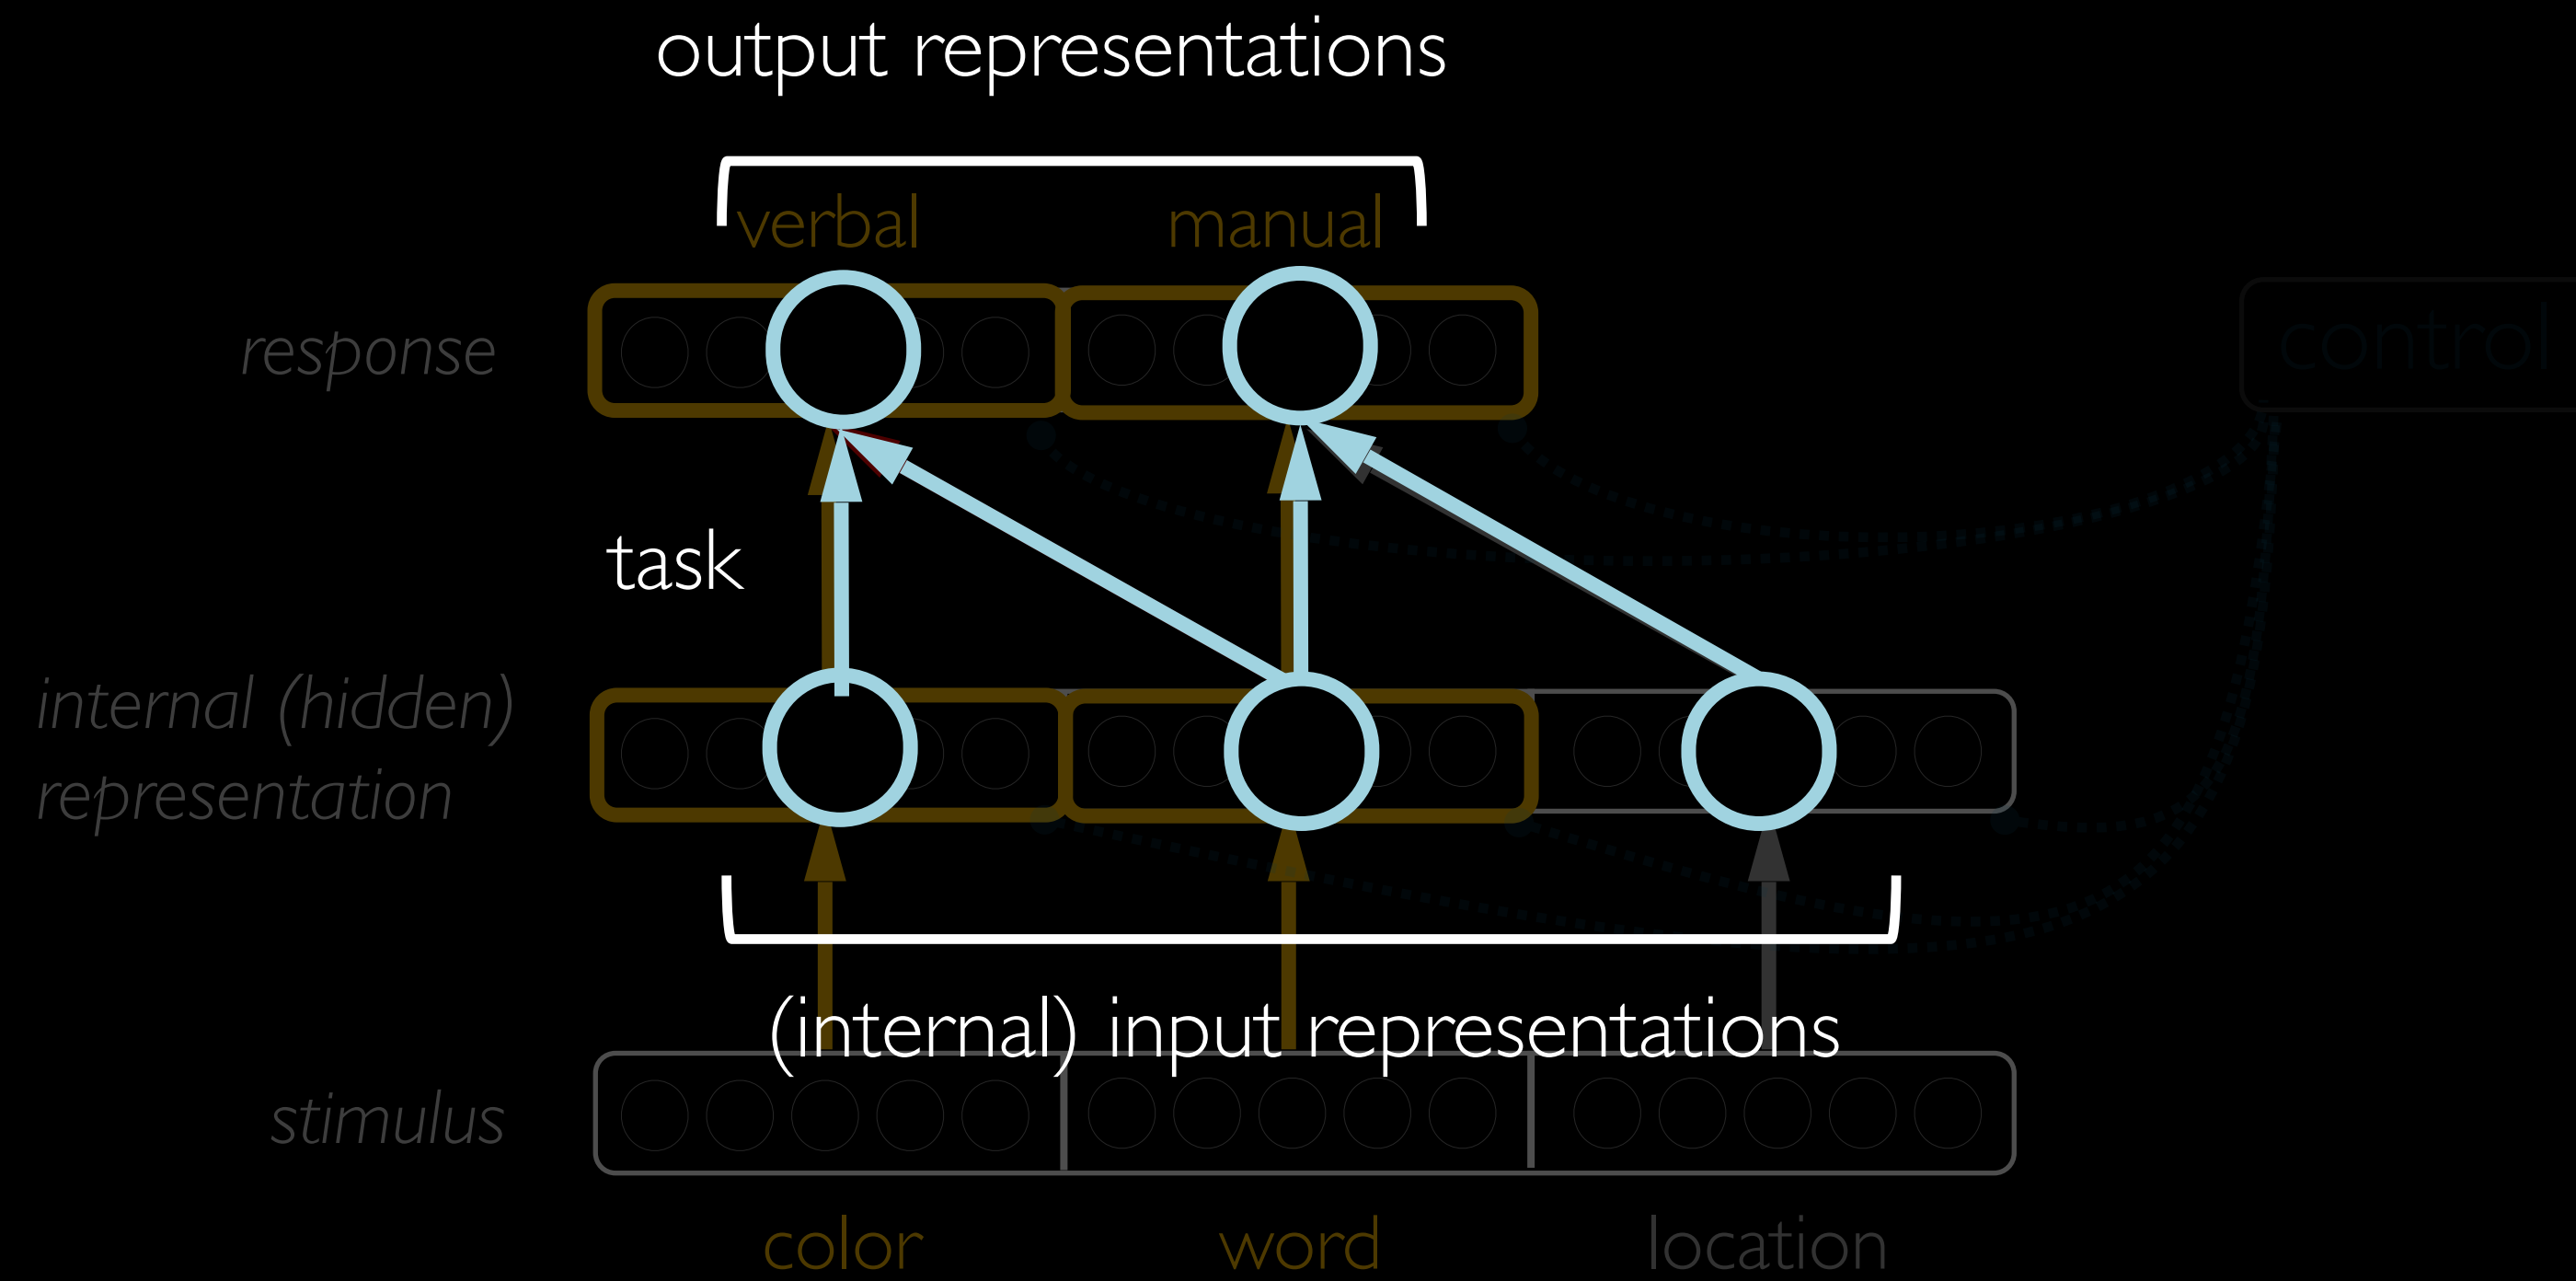 output representations
verbal
manual
response
control
task
internal (hidden)
representation
(internal) input representations
stimulus
color
word
location